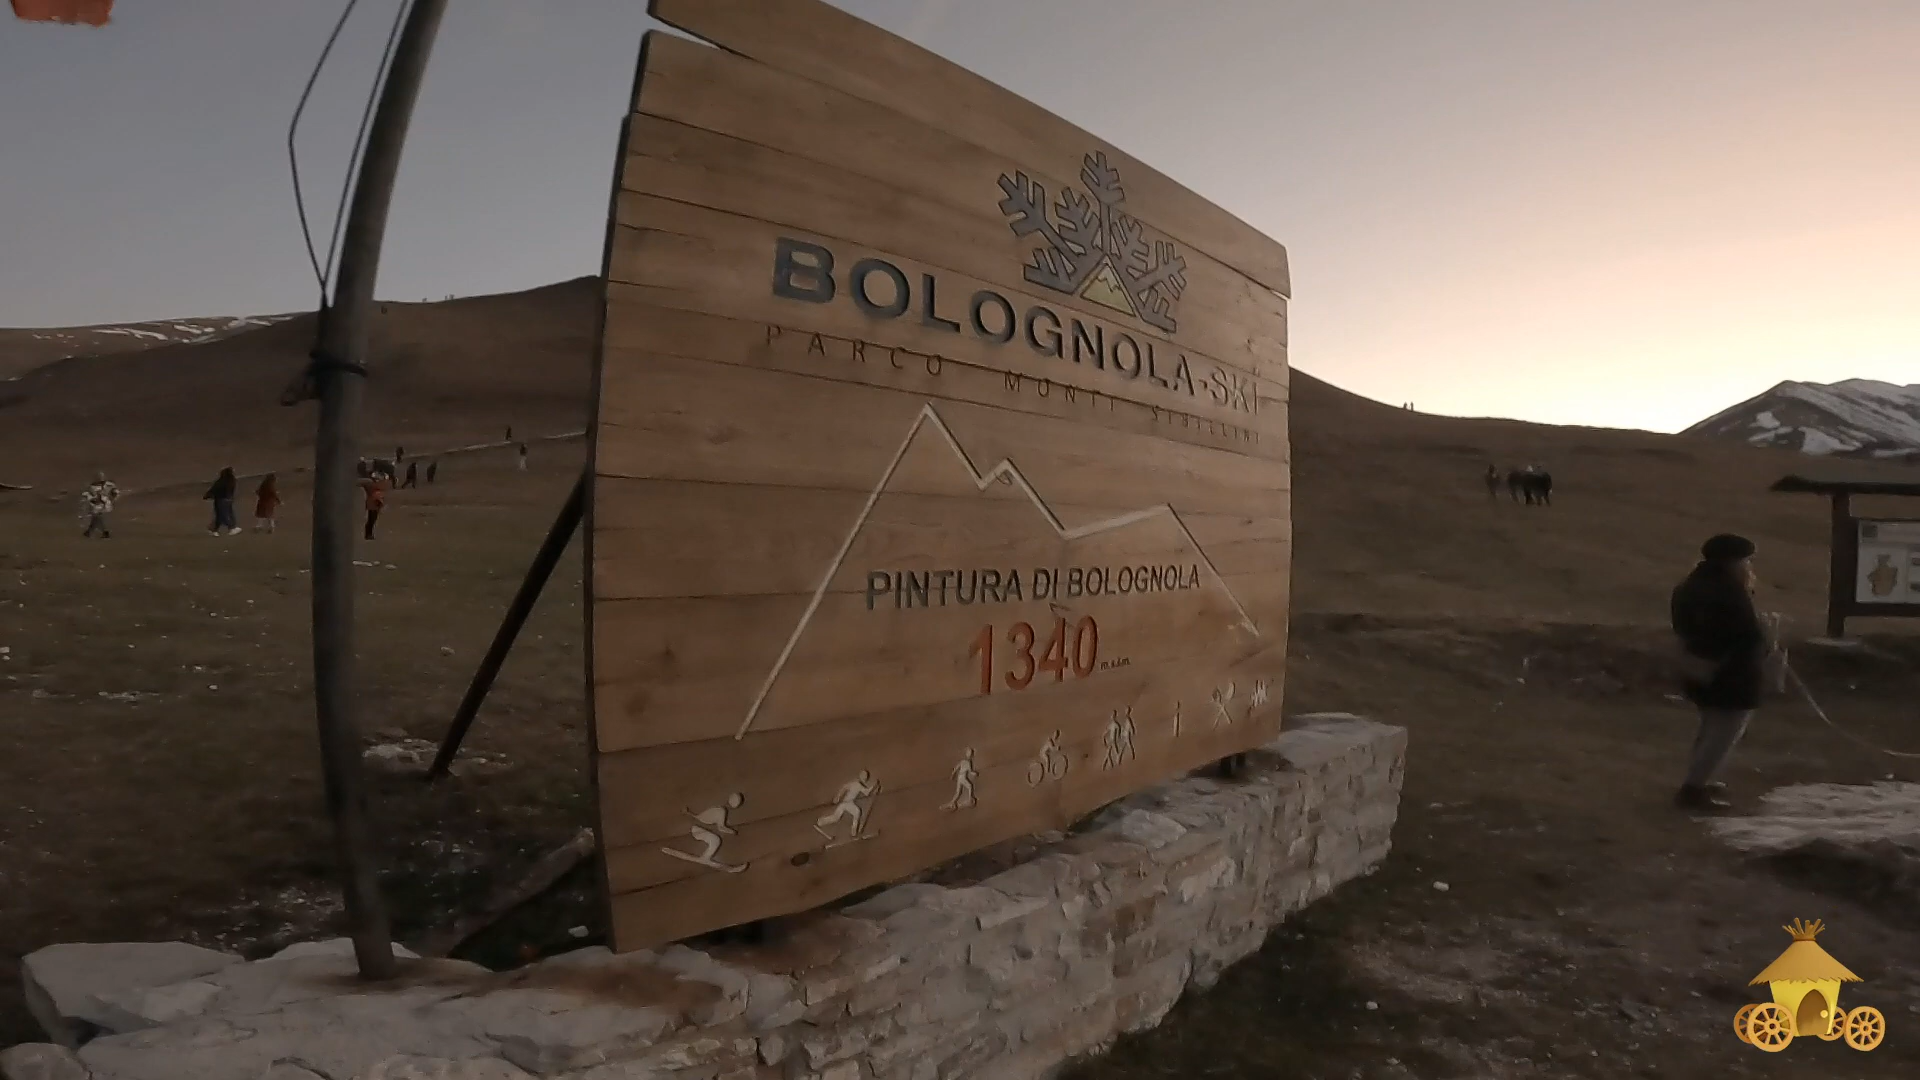 BOLOGNOLA-SKI
PARCO MONTI SIBILLINI
PINTURA DI BOLOGNOLA
1340 m.s.l.m.
i